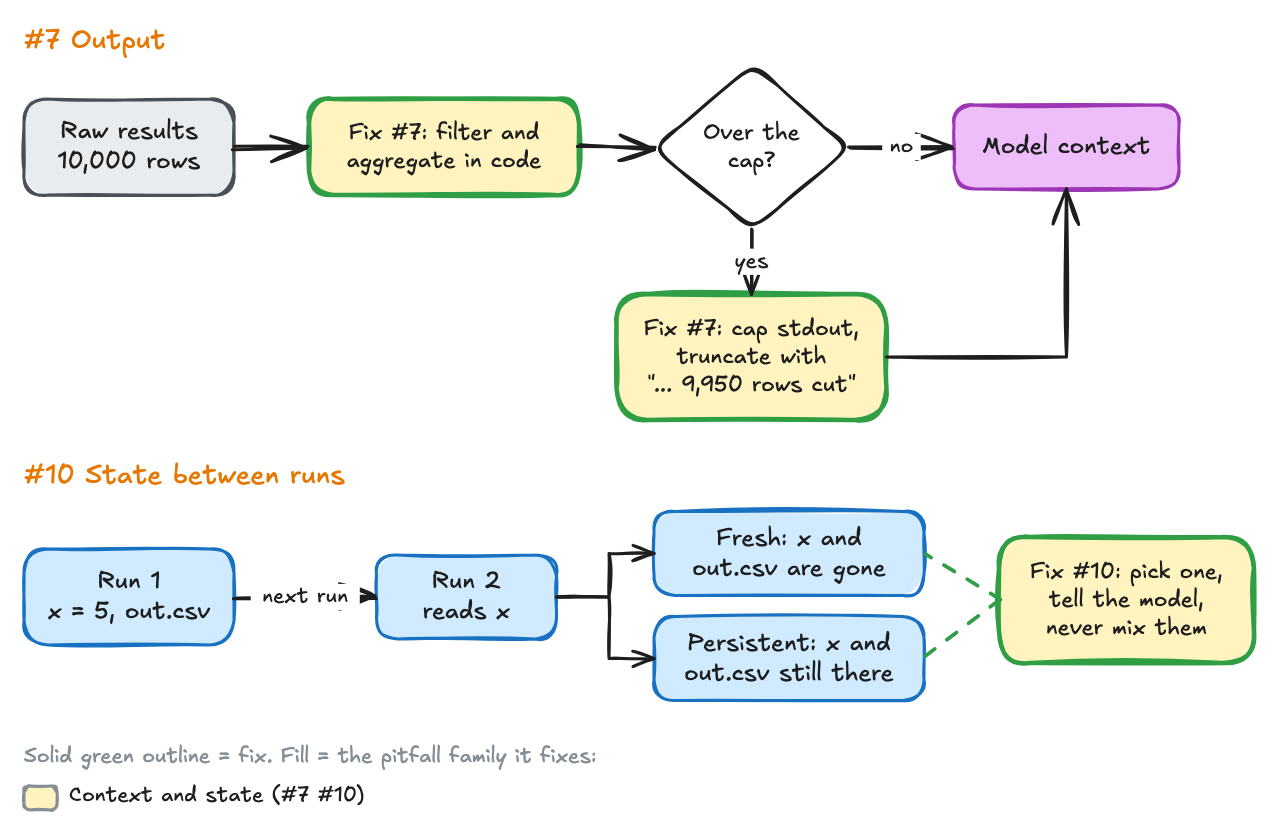 #7 Output
Raw results
10,000 rows
Fix #7: filter and
aggregate in code
Over the
cap?
no
Model context
yes
Fix #7: cap stdout,
truncate with
"... 9,950 rows cut"
#10 State between runs
Run 1
x = 5, out.csv
next run
Run 2
reads x
Fresh: x and
out.csv are gone
Persistent: x and
out.csv still there
Fix #10: pick one,
tell the model,
never mix them
Solid green outline = fix. Fill = the pitfall family it fixes:
Context and state (#7 #10)